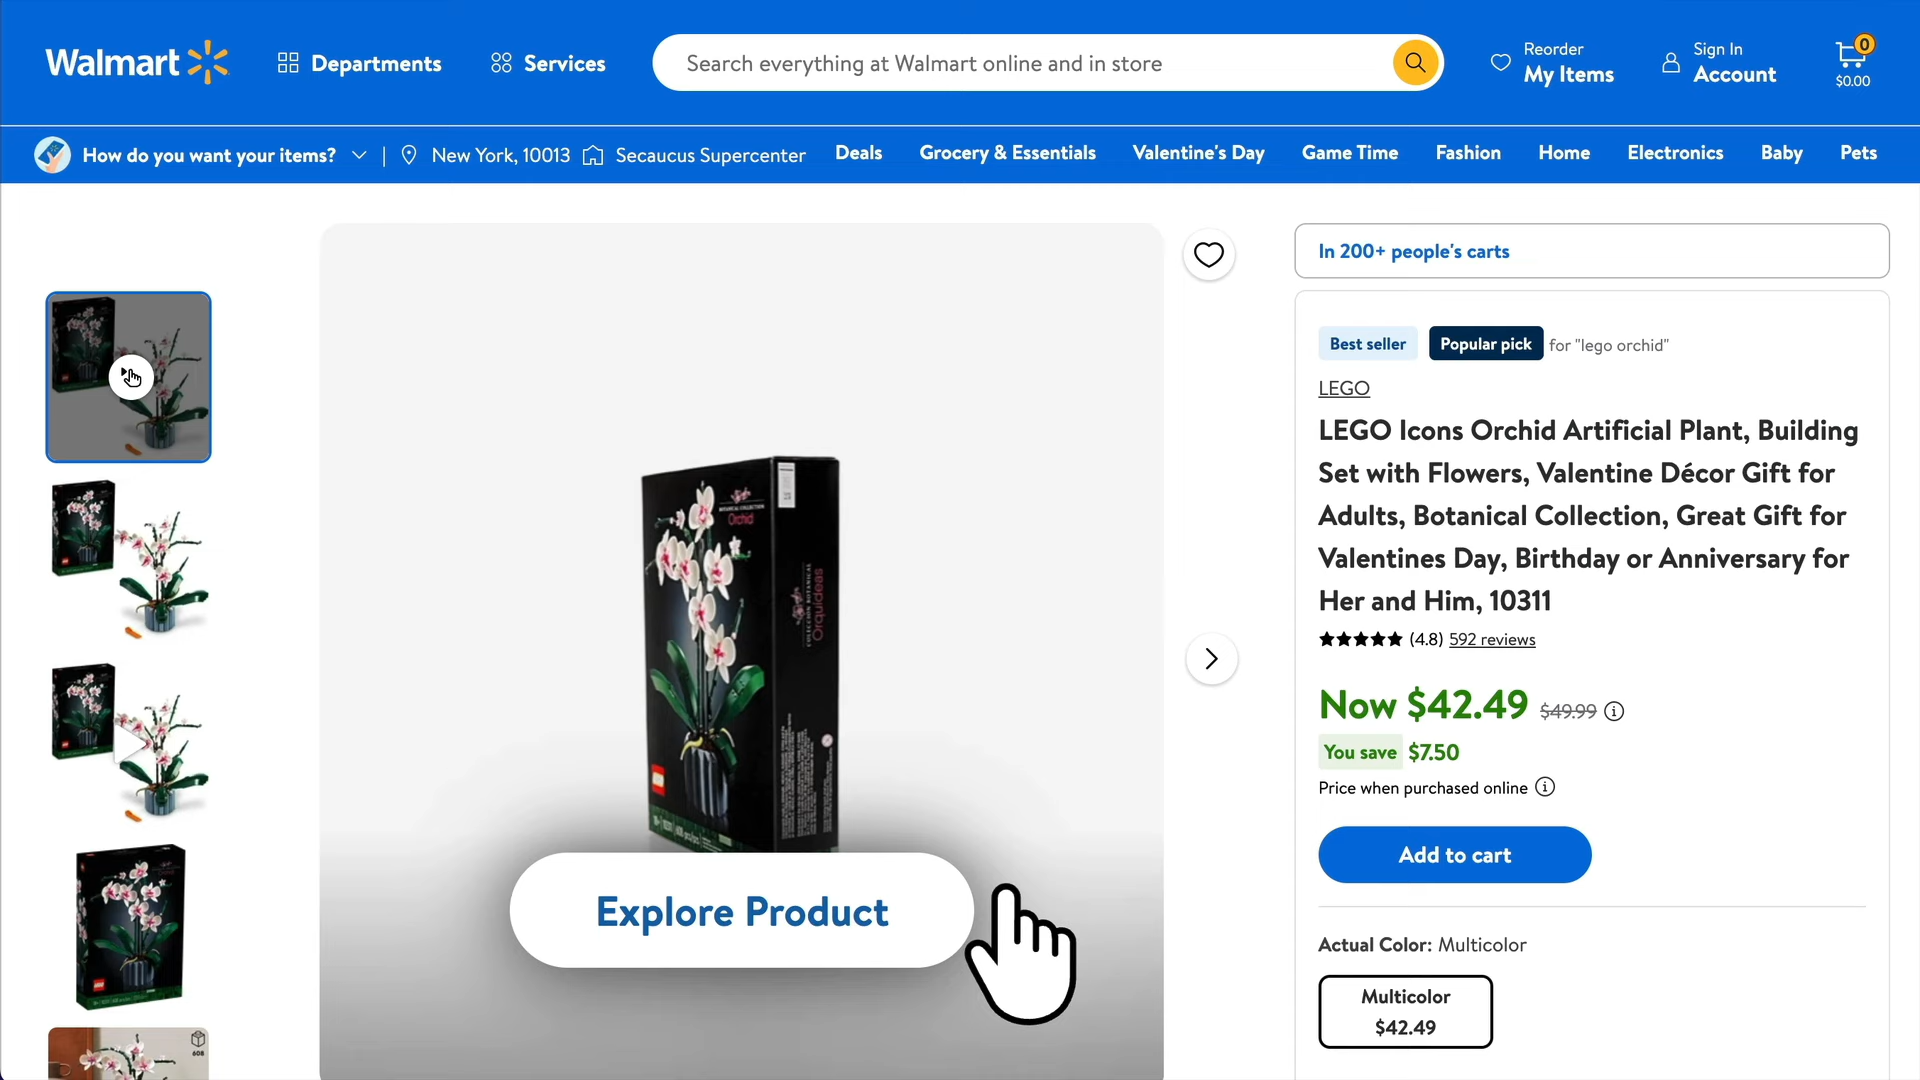 Walmart
Departments
Services
Search everything at Walmart online and in store
Reorder
My Items
Sign In
Account
0
$0.00
How do you want your items?
New York, 10013
Secaucus Supercenter
Deals
Grocery & Essentials
Valentine's Day
Game Time
Fashion
Home
Electronics
Baby
Pets
In 200+ people's carts
Best seller
Popular pick
for "lego orchid"
LEGO
LEGO Icons Orchid Artificial Plant, Building
Set with Flowers, Valentine Décor Gift for
Adults, Botanical Collection, Great Gift for
Valentines Day, Birthday or Anniversary for
Her and Him, 10311
(4.8) 592 reviews
Now $42.49 $49.99
You save $7.50
Price when purchased online
Add to cart
Actual Color: Multicolor
Multicolor
$42.49
Orchid
Orquídeas
Explore Product
608